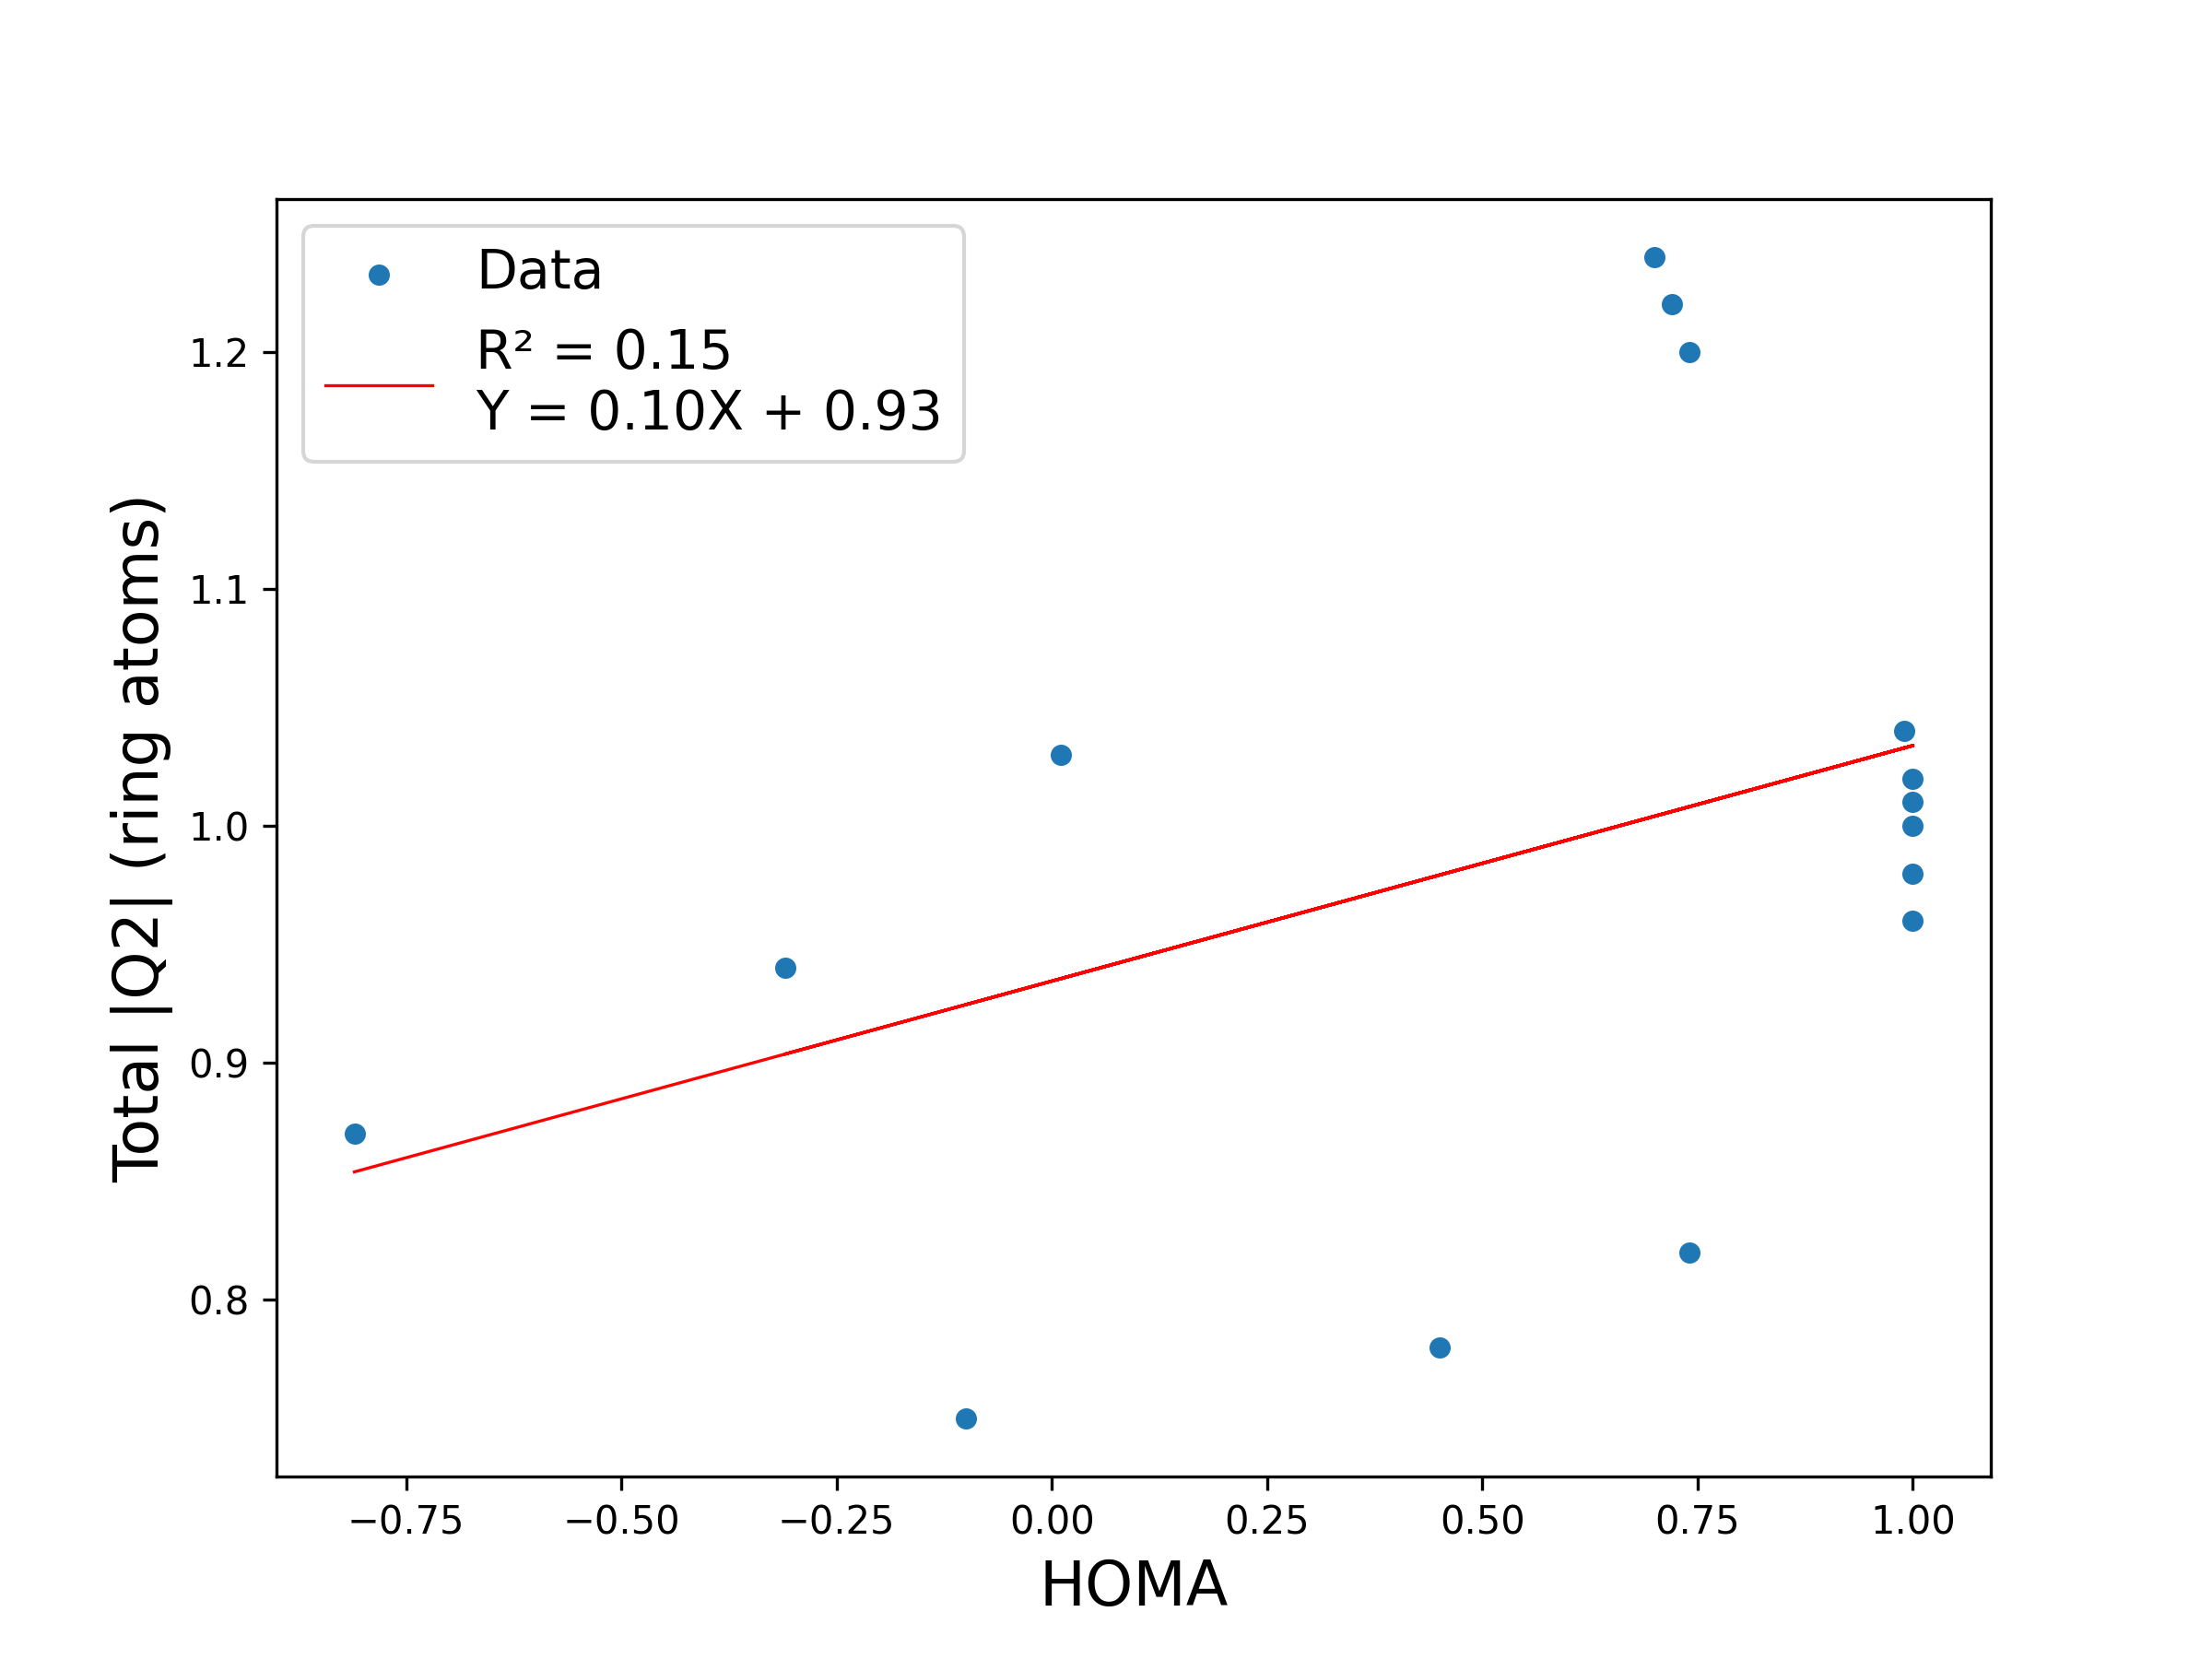 Data
R² = 0.15
Y = 0.10X + 0.93
Total |Q2| (ring atoms)
1.2
1.1
1.0
0.9
0.8
−0.75 −0.50 −0.25 0.00 0.25 0.50 0.75 1.00
HOMA